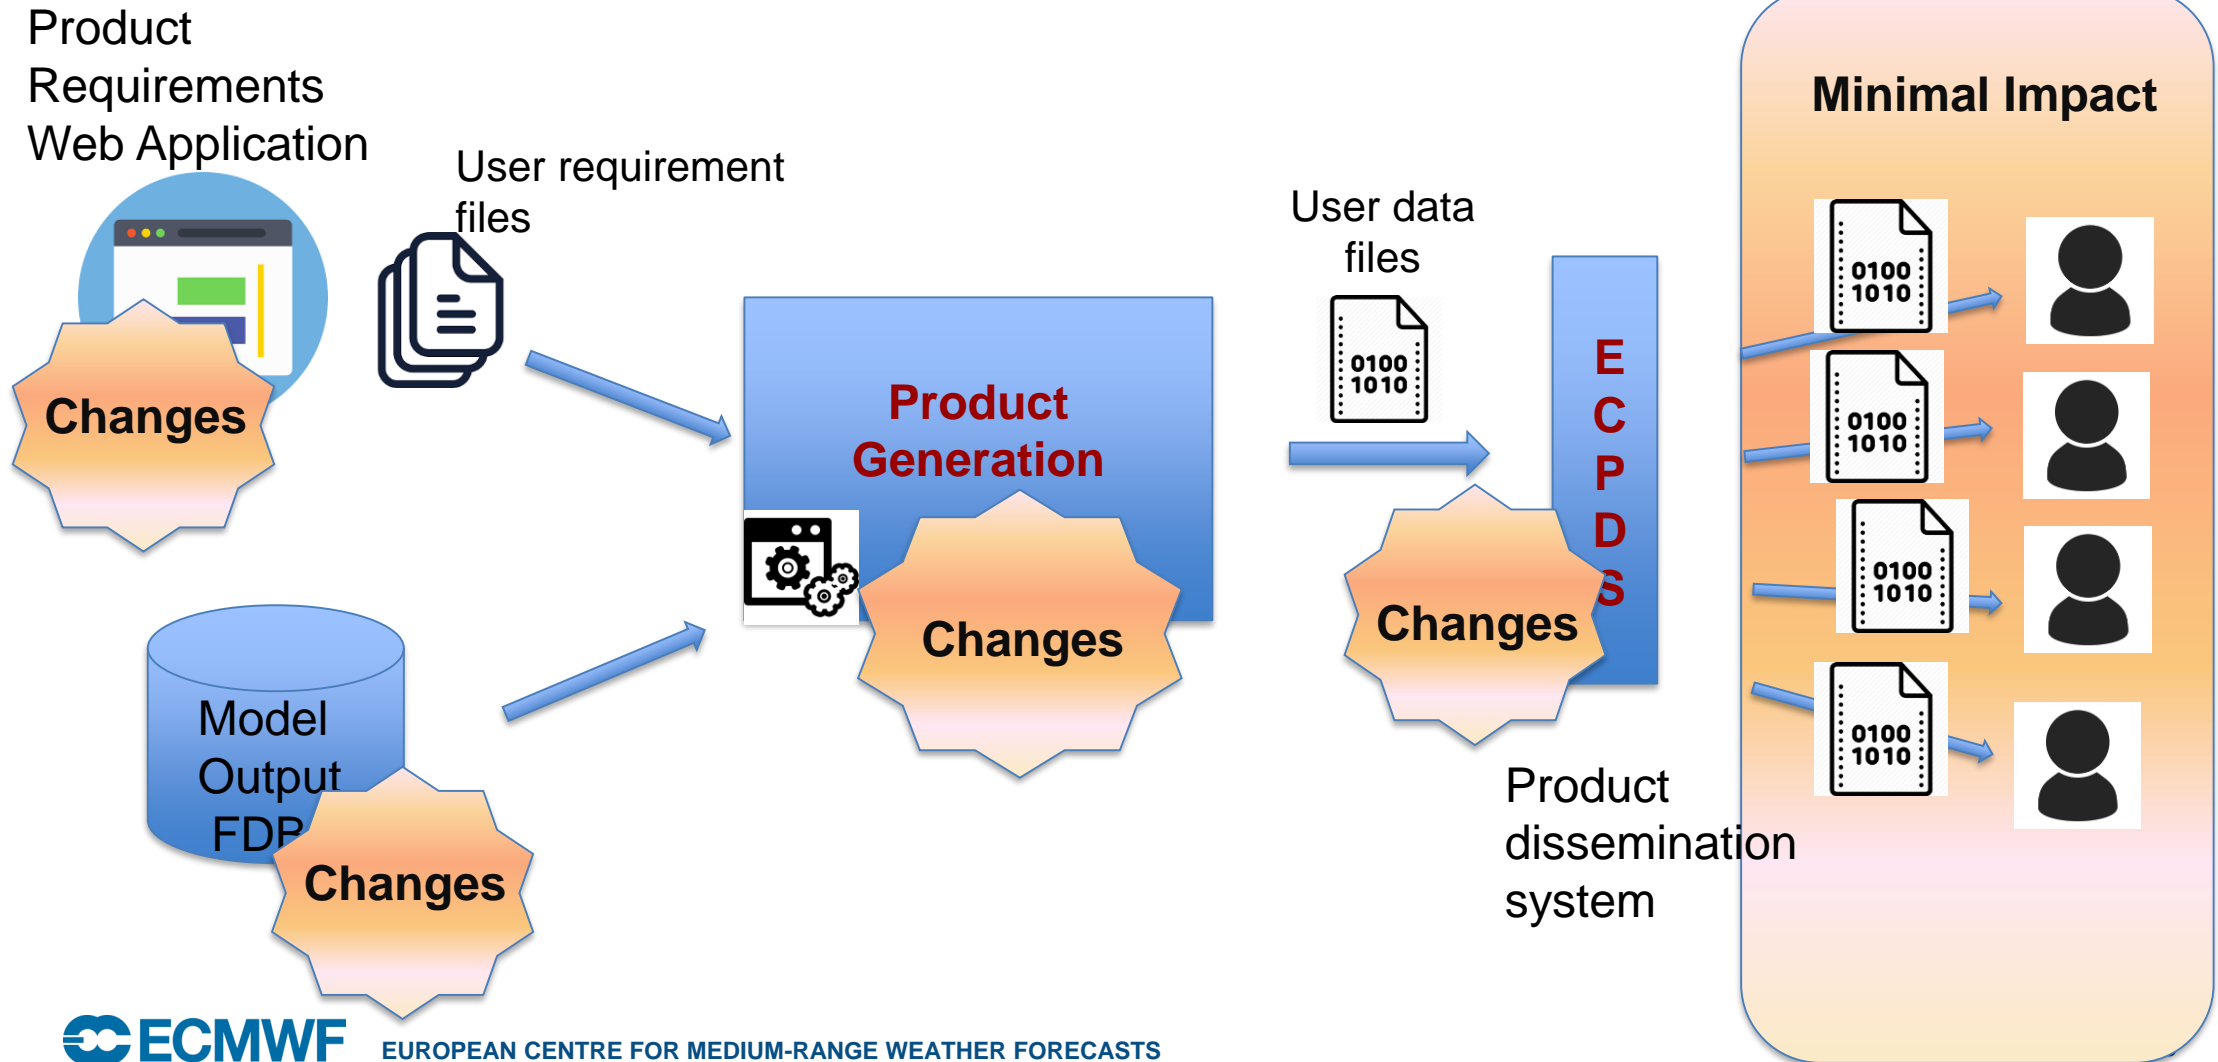 Product
Requirements
Web Application
User requirement
files
Changes
Model
Output
FDB
Changes
Product
Generation
Changes
User data
files
0100
1010
E
C
P
D
S
Changes
Product
dissemination
system
Minimal Impact
0100
1010
0100
1010
0100
1010
0100
1010
ECMWF
EUROPEAN CENTRE FOR MEDIUM-RANGE WEATHER FORECASTS